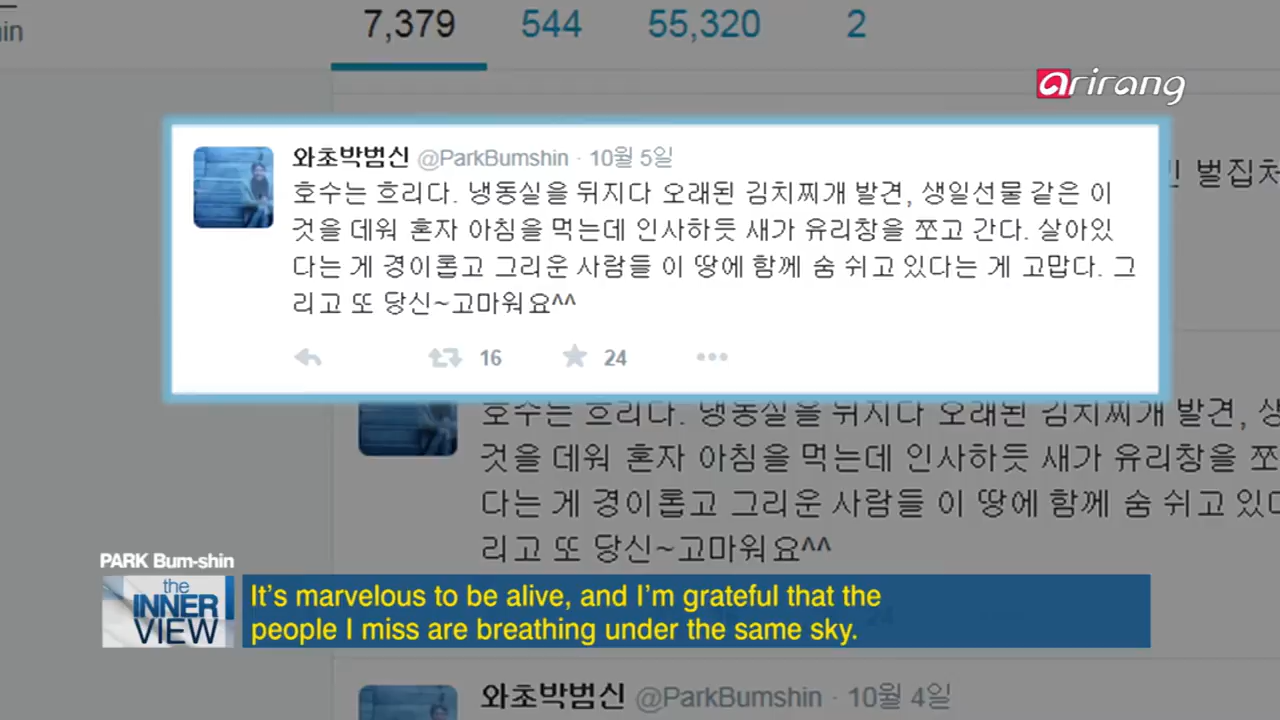 in
7,379 544 55,320 2
arirang
와초박범신 @ParkBumshin · 10월 5일
호수는 흐리다. 냉동실을 뒤지다 오래된 김치찌개 발견, 생일선물 같은 이
것을 데워 혼자 아침을 먹는데 인사하듯 새가 유리창을 쪼고 간다. 살아있
다는 게 경이롭고 그리운 사람들 이 땅에 함께 숨 쉬고 있다는 게 고맙다. 그
리고 또 당신~고마워요^^
16 24
벌집처
호수는 흐리다. 냉동실을 뒤지다 오래된 김치찌개 발견, 생
것을 데워 혼자 아침을 먹는데 인사하듯 새가 유리창을 쪼
다는 게 경이롭고 그리운 사람들 이 땅에 함께 숨 쉬고 있다
리고 또 당신~고마워요^^
PARK Bum-shin
the
INNER
VIEW
It's marvelous to be alive, and I'm grateful that the
people I miss are breathing under the same sky.
와초박범신 @ParkBumshin · 10월 4일